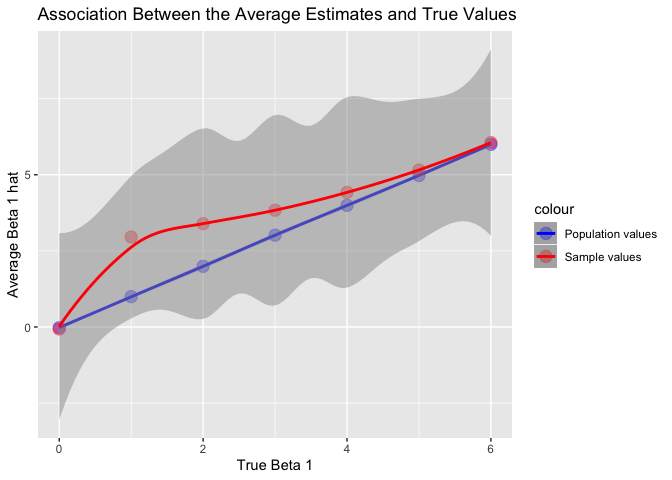 Association Between the Average Estimates and True Values
Average Beta 1 hat
5
0
0
2
4
6
True Beta 1
colour
Population values
Sample values